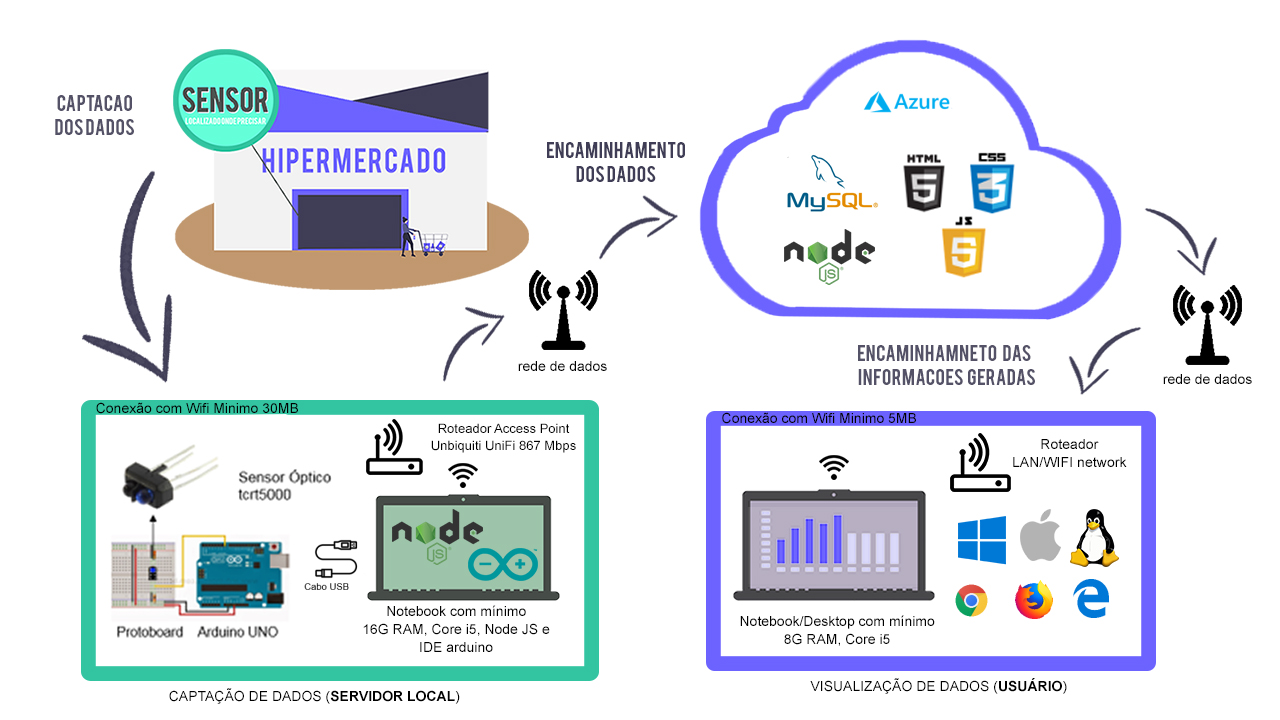 CAPTACAO
DOS DADOS
SENSOR
LOCALIZADO ONDE PRECISAR
HIPERMERCADO
ENCAMINHAMENTO
DOS DADOS
rede de dados
Azure
MySQL®
HTML
5
CSS
3
JS
5
node
JS
ENCAMINHAMNETO DAS
INFORMACOES GERADAS
rede de dados
Conexão com Wifi Minimo 30MB
Roteador Access Point
Unbiquiti UniFi 867 Mbps
Sensor Óptico
tcrt5000
Cabo USB
Protoboard
Arduino UNO
node
JS
Notebook com mínimo
16G RAM, Core i5, Node JS e
IDE arduino
CAPTAÇÃO DE DADOS (SERVIDOR LOCAL)
Conexão com Wifi Minimo 5MB
Roteador
LAN/WIFI network
Notebook/Desktop com mínimo
8G RAM, Core i5
VISUALIZAÇÃO DE DADOS (USUÁRIO)